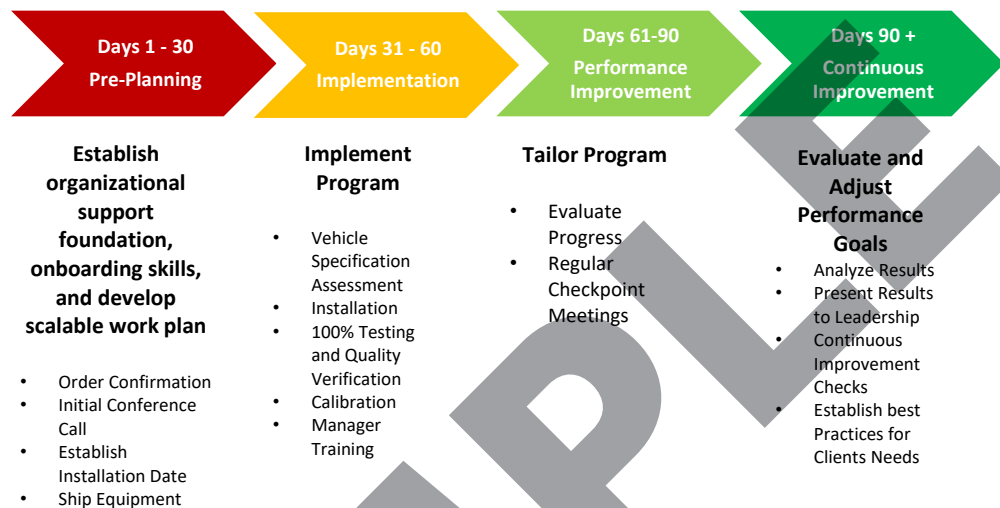 Days 1 - 30
Pre-Planning
Establish
organizational
support
foundation,
onboarding skills,
and develop
scalable work plan
• Order Confirmation
• Initial Conference
Call
• Establish
Installation Date
• Ship Equipment
Days 31 - 60
Implementation
Implement
Program
• Vehicle
Specification
Assessment
• Installation
• 100% Testing
and Quality
Verification
• Calibration
• Manager
Training
Days 61-90
Performance
Improvement
Tailor Program
• Evaluate
Progress
• Regular
Checkpoint
Meetings
Days 90 +
Continuous
Improvement
Evaluate and
Adjust
Performance
Goals
• Analyze Results
• Present Results
to Leadership
• Continuous
Improvement
Checks
• Establish best
Practices for
Clients Needs
PLE